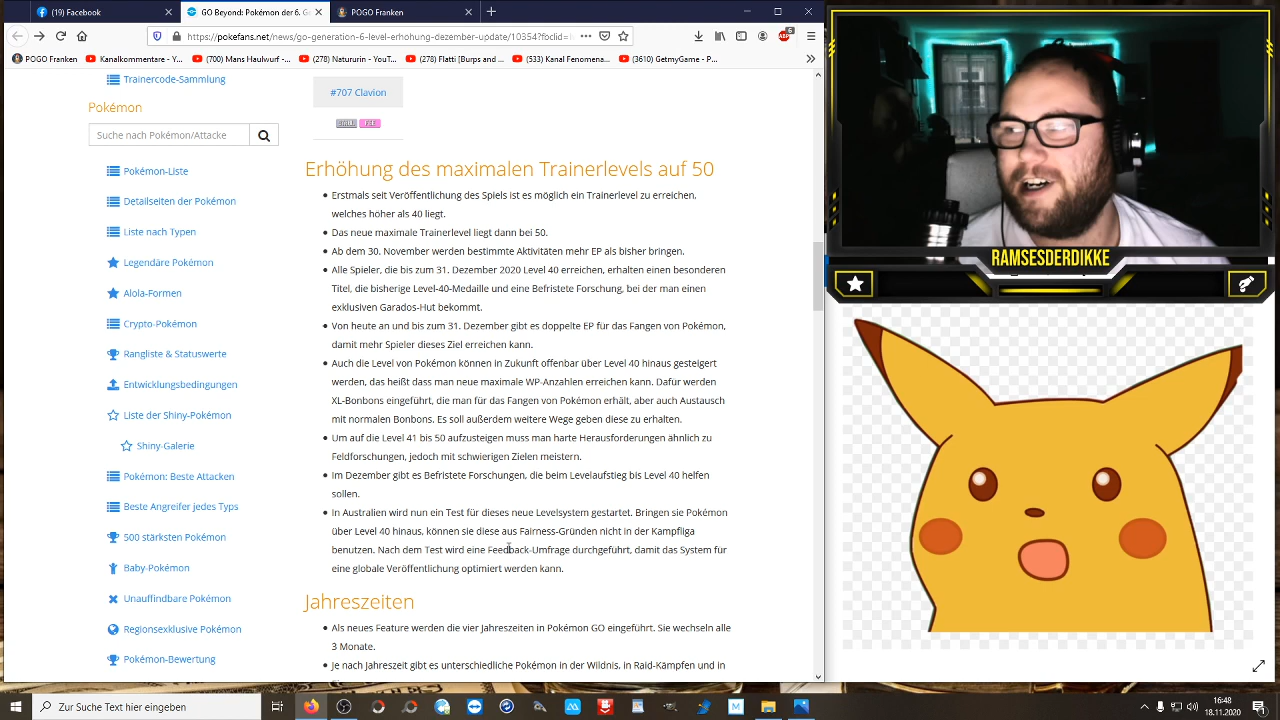 (19) Facebook
GO Beyond: Pokémon der 6. G
POGO Franken
https://pokefans.net/news/go-generation-6-level-erhohung-dezember-update/10354?fbclid=I
6
POGO Franken
Kanalkommentare - Y...
(700) Mans Haulwuf - ...
(278) Natururin - YouT...
(278) Flatti [Burps and ...
(533) Kanal Fenomena...
(3610) GetmyGame - P...
Trainercode-Sammlung
Pokémon
Suche nach Pokémon/Attacke
Pokémon-Liste
Detailseiten der Pokémon
Liste nach Typen
Legendäre Pokémon
Alola-Formen
Crypto-Pokémon
Rangliste & Statuswerte
Entwicklungsbedingungen
Liste der Shiny-Pokémon
Shiny-Galerie
Pokémon: Beste Attacken
Beste Angreifer jedes Typs
500 stärksten Pokémon
Baby-Pokémon
Unauffindbare Pokémon
Regionsexklusive Pokémon
Pokémon-Bewertung
#707 Clavion
Erhöhung des maximalen Trainerlevels auf 50
Erstmals seit Veröffentlichung des Spiels ist es möglich ein Trainerlevel zu erreichen,
welches höher als 40 liegt.
Das neue maximale Trainerlevel liegt dann bei 50.
Ab dem 30. November werden bestimmte Aktivitäten mehr EP als bisher bringen.
Alle Spieler, die bis zum 31. Dezember 2020 Level 40 erreichen, erhalten einen besonderen
Titel, die bisherige Level-40-Medaille und eine Befristete Forschung, bei der man einen
exklusiven Garados-Hut bekommt.
Von heute an und bis zum 31. Dezember gibt es doppelte EP für das Fangen von Pokémon,
damit mehr Spieler dieses Ziel erreichen kann.
Auch die Level von Pokémon können in Zukunft offenbar über Level 40 hinaus gesteigert
werden, das heißt dass man neue maximale WP-Anzahlen erreichen kann. Dafür werden
XL-Bonbons eingeführt, die man für das Fangen von Pokémon erhält, aber auch Austausch
mit normalen Bonbons. Es soll außerdem weitere Wege geben diese zu erhalten.
Um auf die Level 41 bis 50 aufzusteigen muss man harte Herausforderungen ähnlich zu
Feldforschungen, jedoch mit schwierigen Zielen meistern.
Im Dezember gibt es Befristete Forschungen, die beim Levelaufstieg bis Level 40 helfen
sollen.
In Australien wird nun ein Test für dieses neue Levelsystem gestartet. Bringen sie Pokémon
über Level 40 hinaus, können sie diese aus Fairness-Gründen nicht in der Kampfliga
benutzen. Nach dem Test wird eine Feedback-Umfrage durchgeführt, damit das System für
eine globale Veröffentlichung optimiert werden kann.
Jahreszeiten
Als neues Feature werden die vier Jahreszeiten in Pokémon GO eingeführt. Sie wechseln alle
3 Monate.
Je nach Jahreszeit gibt es unterschiedliche Pokémon in der Wildnis, in Raid-Kämpfen und in
RAMSESDERDIKKE
Zur Suche Text hier eingeben
16:48
18.11.2020